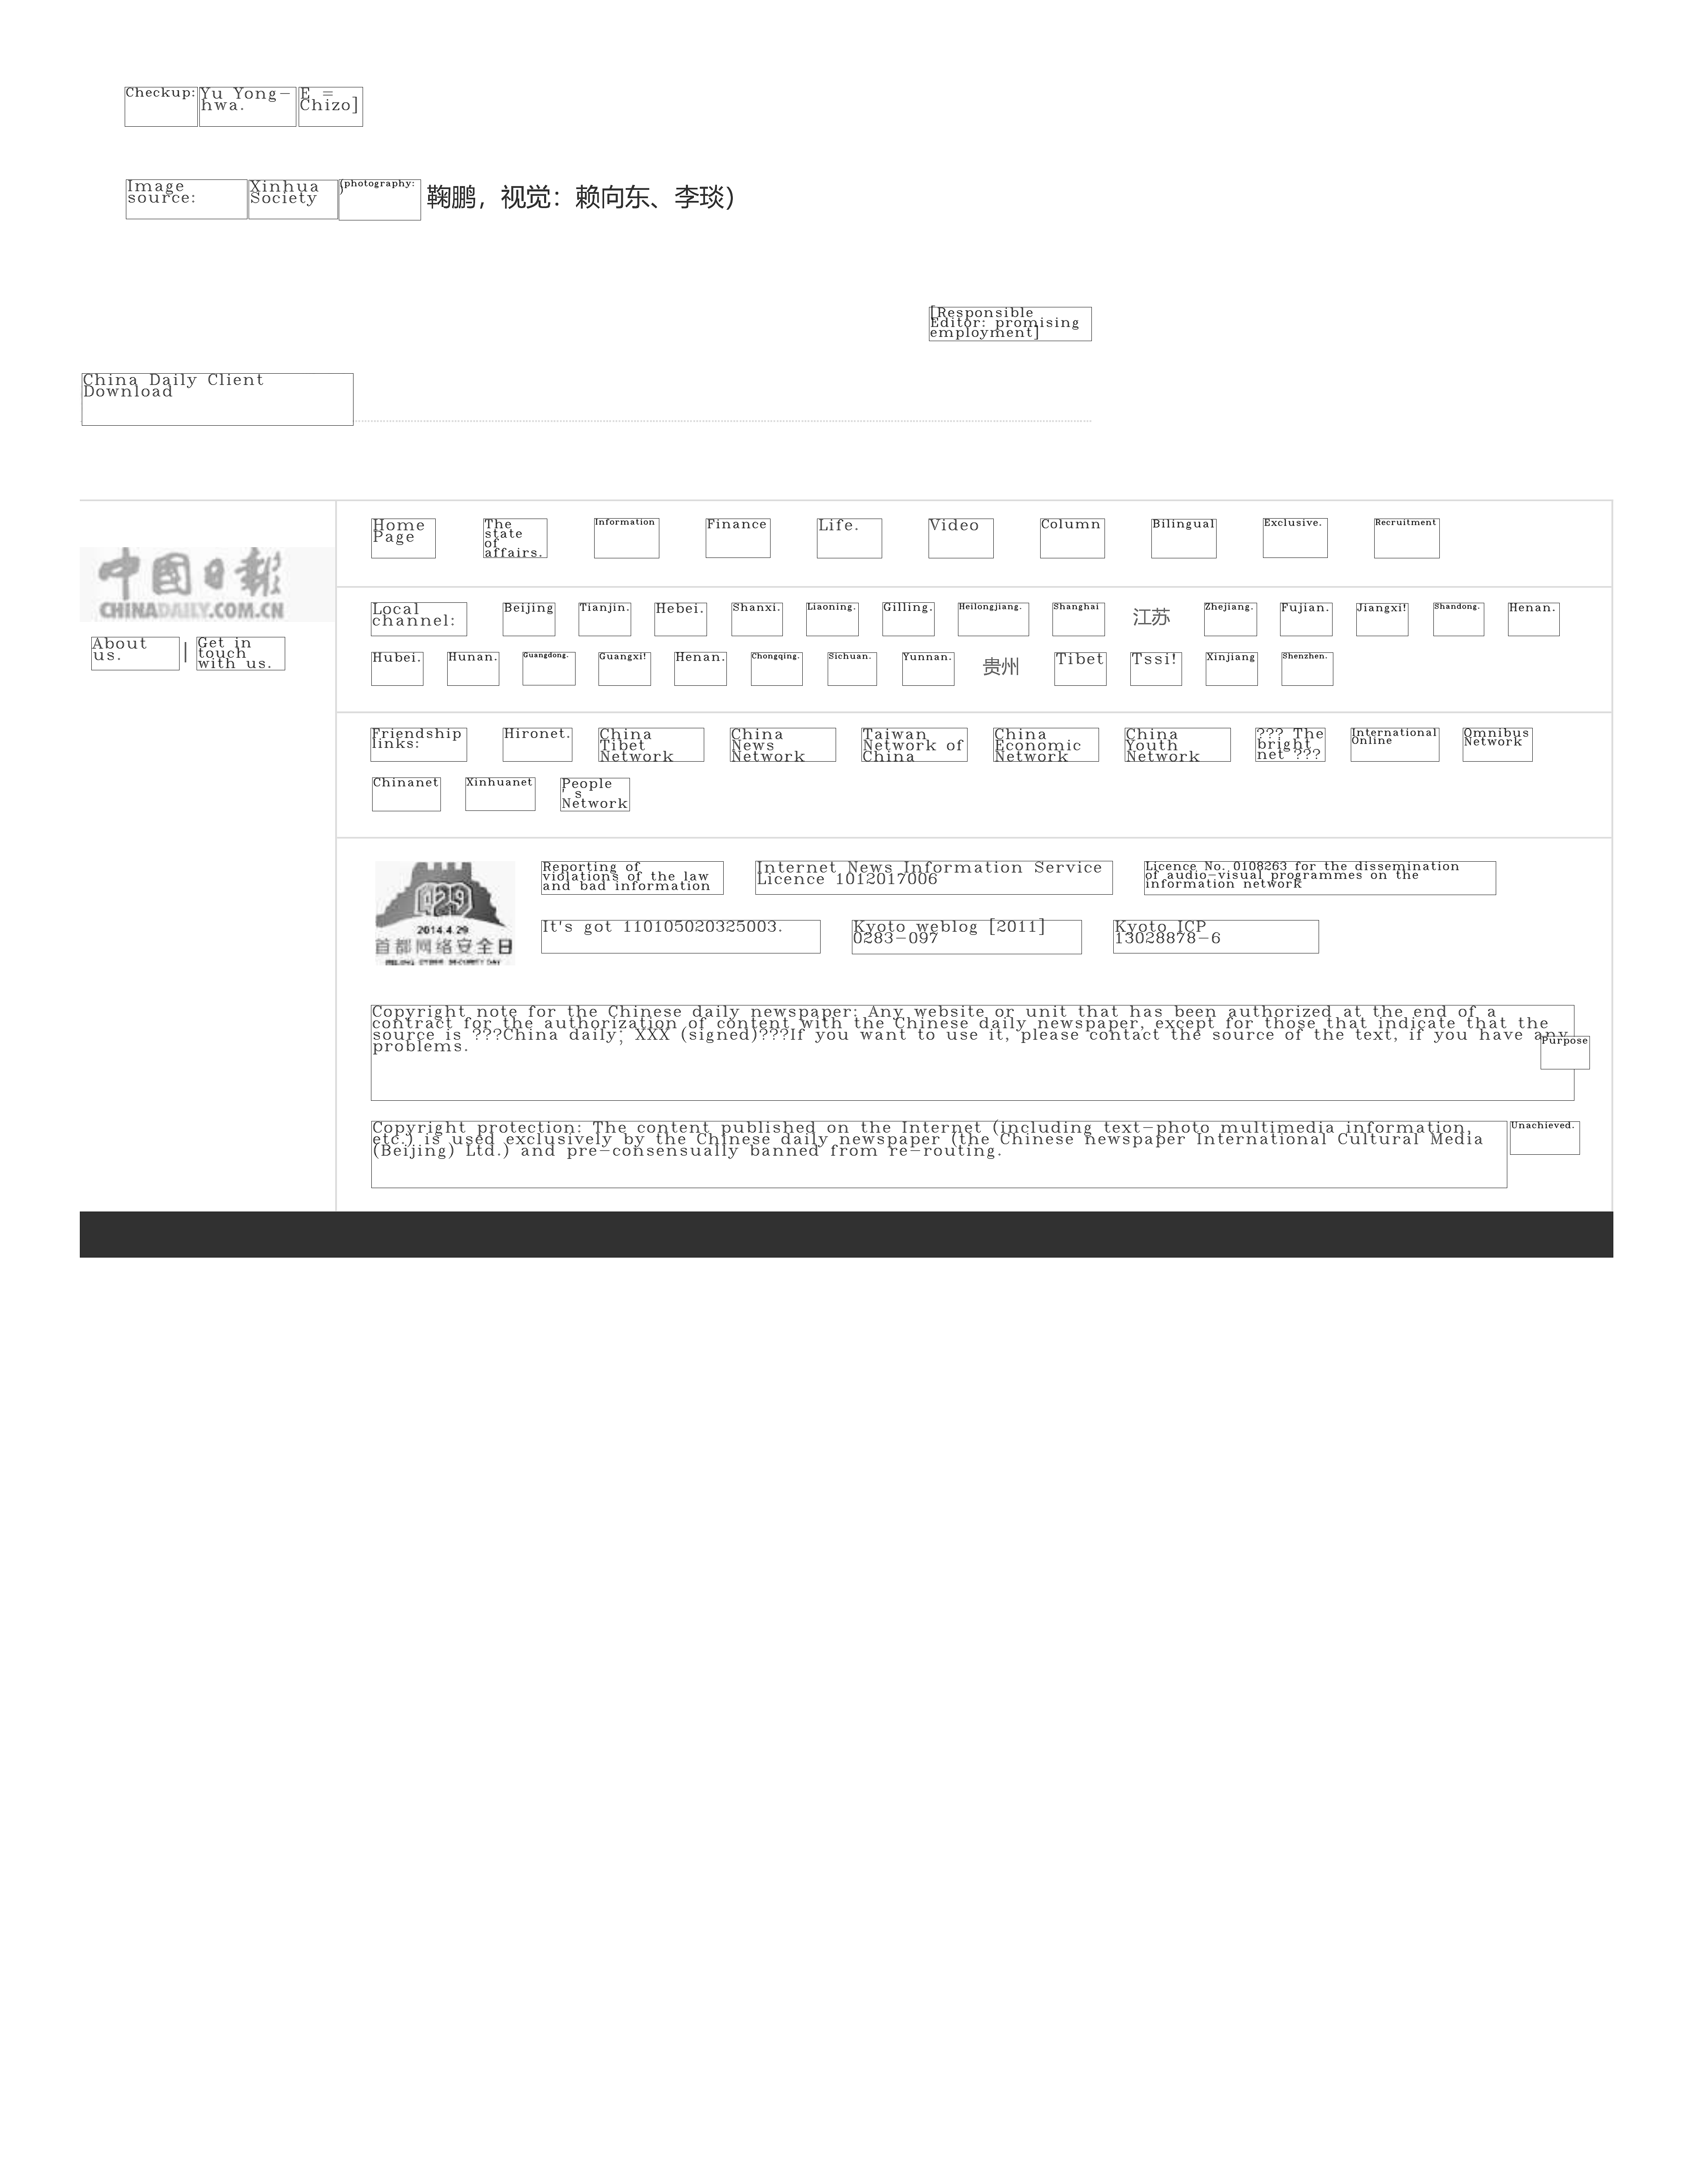 Checkup: Yu Yong-
hwa. E =
Chizo]
Image
source: Xinhua
Society (photography:
) 鞠鹏，视觉：赖向东、李琰）
[Responsible
Editor: promising
employment]
China Daily Client
Download
中國日報
CHINADAILY.COM.CN
About
us. | Get in
touch
with us.
Home
Page
The
state
of
affairs.
Information
Finance
Life.
Video
Column
Bilingual
Exclusive.
Recruitment
Local
channel:
Beijing Tianjin. Hebei. Shanxi. Liaoning. Gilling. Heilongjiang. Shanghai 江苏 Zhejiang. Fujian. Jiangxi! Shandong. Henan.
Hubei. Hunan. Guangdong. Guangxi! Henan. Chongqing. Sichuan. Yunnan. 贵州 Tibet Tssi! Xinjiang Shenzhen.
Friendship
links:
Hironet.
China
Tibet
Network
China
News
Network
Taiwan
Network of
China
China
Economic
Network
China
Youth
Network
??? The
bright
net ???
International
Online
Omnibus
Network
Chinanet
Xinhuanet
People
's
Network
429
2014.4.29
首都网络安全日
BEIJING CYBER SECURITY DAY
Reporting of
violations of the law
and bad information
Internet News Information Service
Licence 1012017006
Licence No. 0108263 for the dissemination
of audio-visual programmes on the
information network
It's got 110105020325003.
Kyoto weblog [2011]
0283-097
Kyoto ICP
13028878-6
Copyright note for the Chinese daily newspaper: Any website or unit that has been authorized at the end of a
contract for the authorization of content with the Chinese daily newspaper, except for those that indicate that the
source is ???China daily; XXX (signed)???If you want to use it, please contact the source of the text, if you have any
problems.
Purpose
Copyright protection: The content published on the Internet (including text-photo multimedia information,
etc.) is used exclusively by the Chinese daily newspaper (the Chinese newspaper International Cultural Media
(Beijing) Ltd.) and pre-consensually banned from re-routing.
Unachieved.